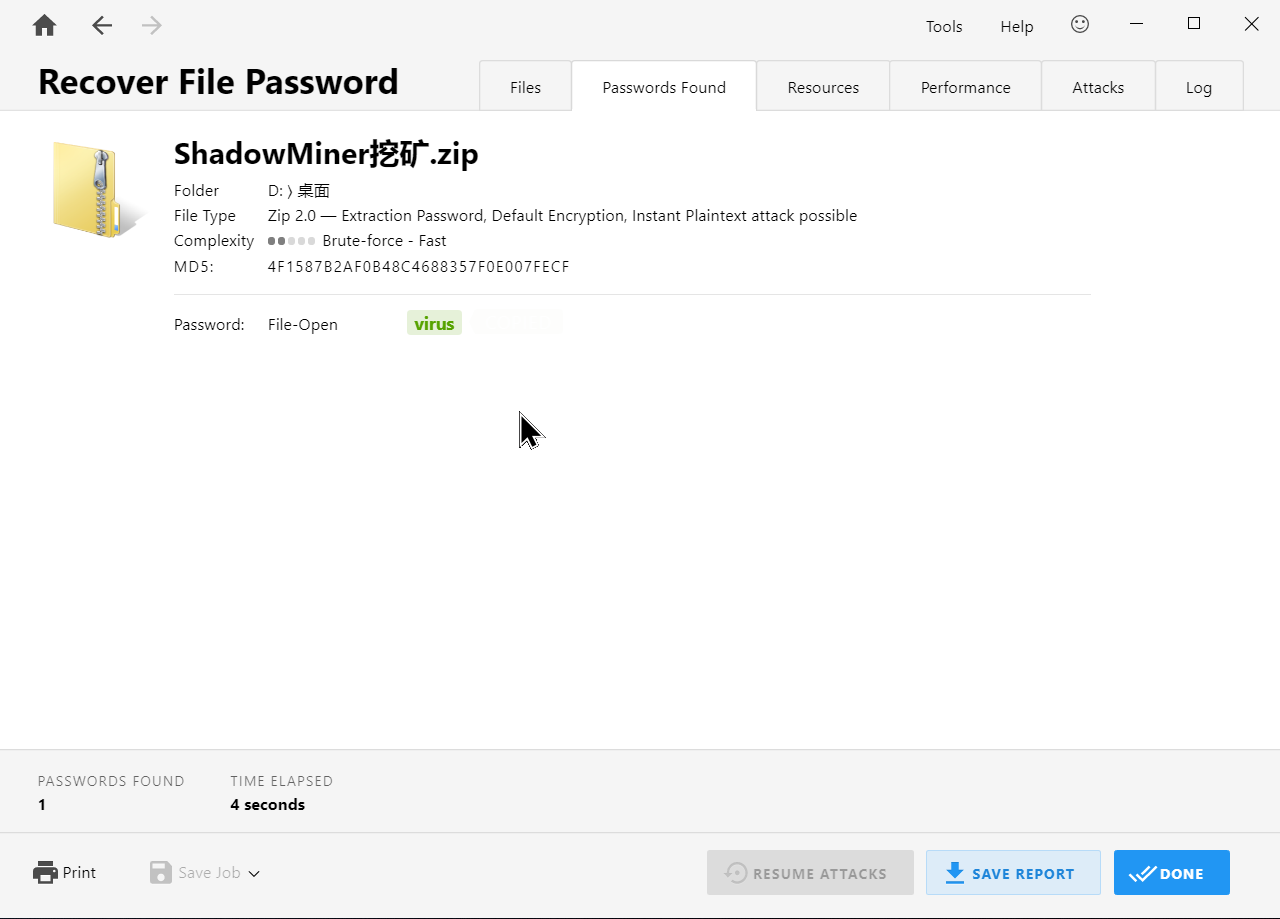 Tools Help
Recover File Password
Files Passwords Found Resources Performance Attacks Log
ShadowMiner挖矿.zip
Folder D: ⟩ 桌面
File Type Zip 2.0 — Extraction Password, Default Encryption, Instant Plaintext attack possible
Complexity Brute-force - Fast
MD5: 4F1587B2AF0B48C4688357F0E007FECF
Password: File-Open virus
PASSWORDS FOUND TIME ELAPSED
1 4 seconds
Print Save Job RESUME ATTACKS SAVE REPORT DONE